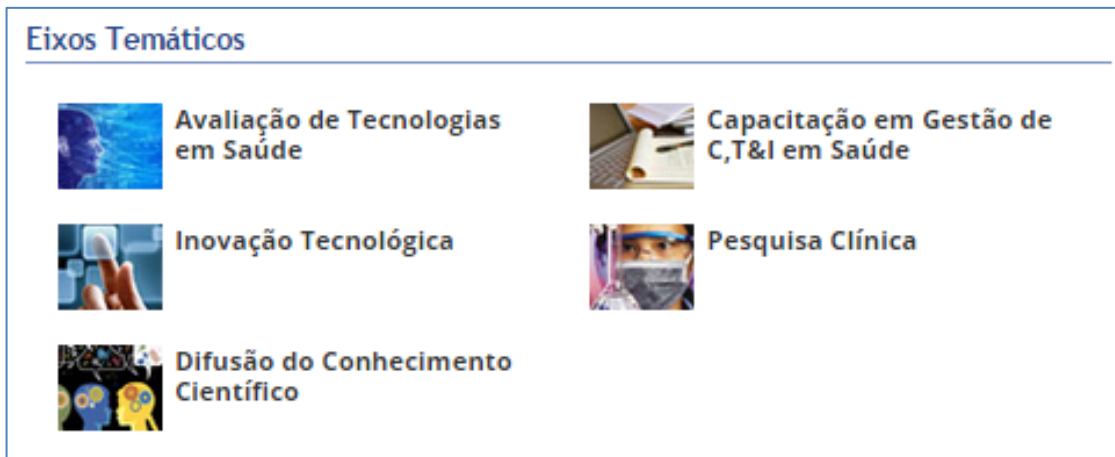 Eixos Temáticos
Avaliação de Tecnologias
em Saúde
Capacitação em Gestão de
C,T&I em Saúde
Inovação Tecnológica
Pesquisa Clínica
Difusão do Conhecimento
Científico